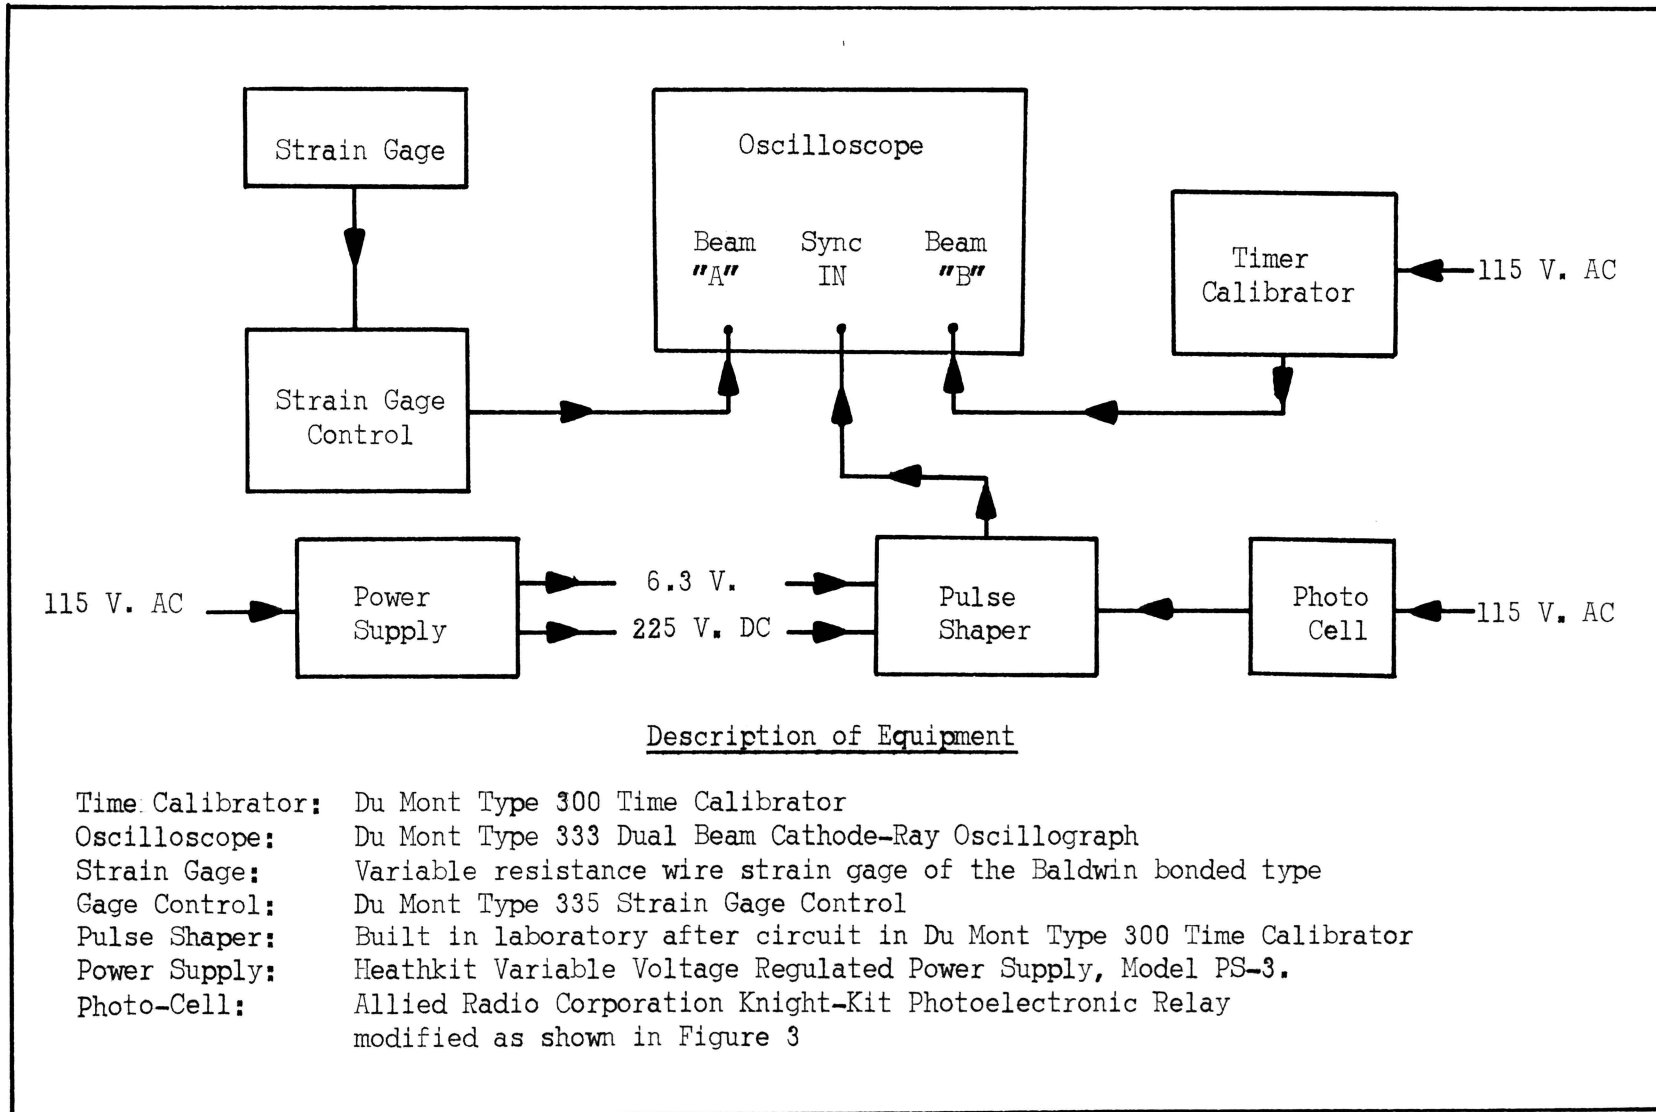 Strain Gage
Oscilloscope
Beam "A"
Sync IN
Beam "B"
Timer Calibrator
115 V. AC
Strain Gage Control
115 V. AC
Power Supply
6.3 V.
225 V. DC
Pulse Shaper
Photo Cell
115 V. AC
Description of Equipment
Time Calibrator: Du Mont Type 300 Time Calibrator
Oscilloscope: Du Mont Type 333 Dual Beam Cathode-Ray Oscillograph
Strain Gage: Variable resistance wire strain gage of the Baldwin bonded type
Gage Control: Du Mont Type 335 Strain Gage Control
Pulse Shaper: Built in laboratory after circuit in Du Mont Type 300 Time Calibrator
Power Supply: Heathkit Variable Voltage Regulated Power Supply, Model PS-3.
Photo-Cell: Allied Radio Corporation Knight-Kit Photoelectronic Relay
modified as shown in Figure 3